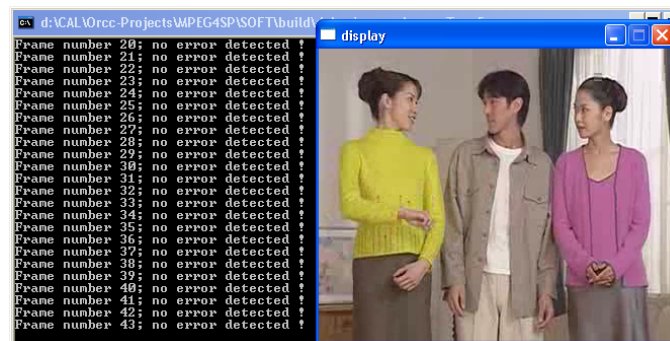 d:\CAL\Orcc-Projects\MPEG4SP\SOFT\build\
display
Frame number 20; no error detected !
Frame number 21; no error detected !
Frame number 22; no error detected !
Frame number 23; no error detected !
Frame number 24; no error detected !
Frame number 25; no error detected !
Frame number 26; no error detected !
Frame number 27; no error detected !
Frame number 28; no error detected !
Frame number 29; no error detected !
Frame number 30; no error detected !
Frame number 31; no error detected !
Frame number 32; no error detected !
Frame number 33; no error detected !
Frame number 34; no error detected !
Frame number 35; no error detected !
Frame number 36; no error detected !
Frame number 37; no error detected !
Frame number 38; no error detected !
Frame number 39; no error detected !
Frame number 40; no error detected !
Frame number 41; no error detected !
Frame number 42; no error detected !
Frame number 43; no error detected !